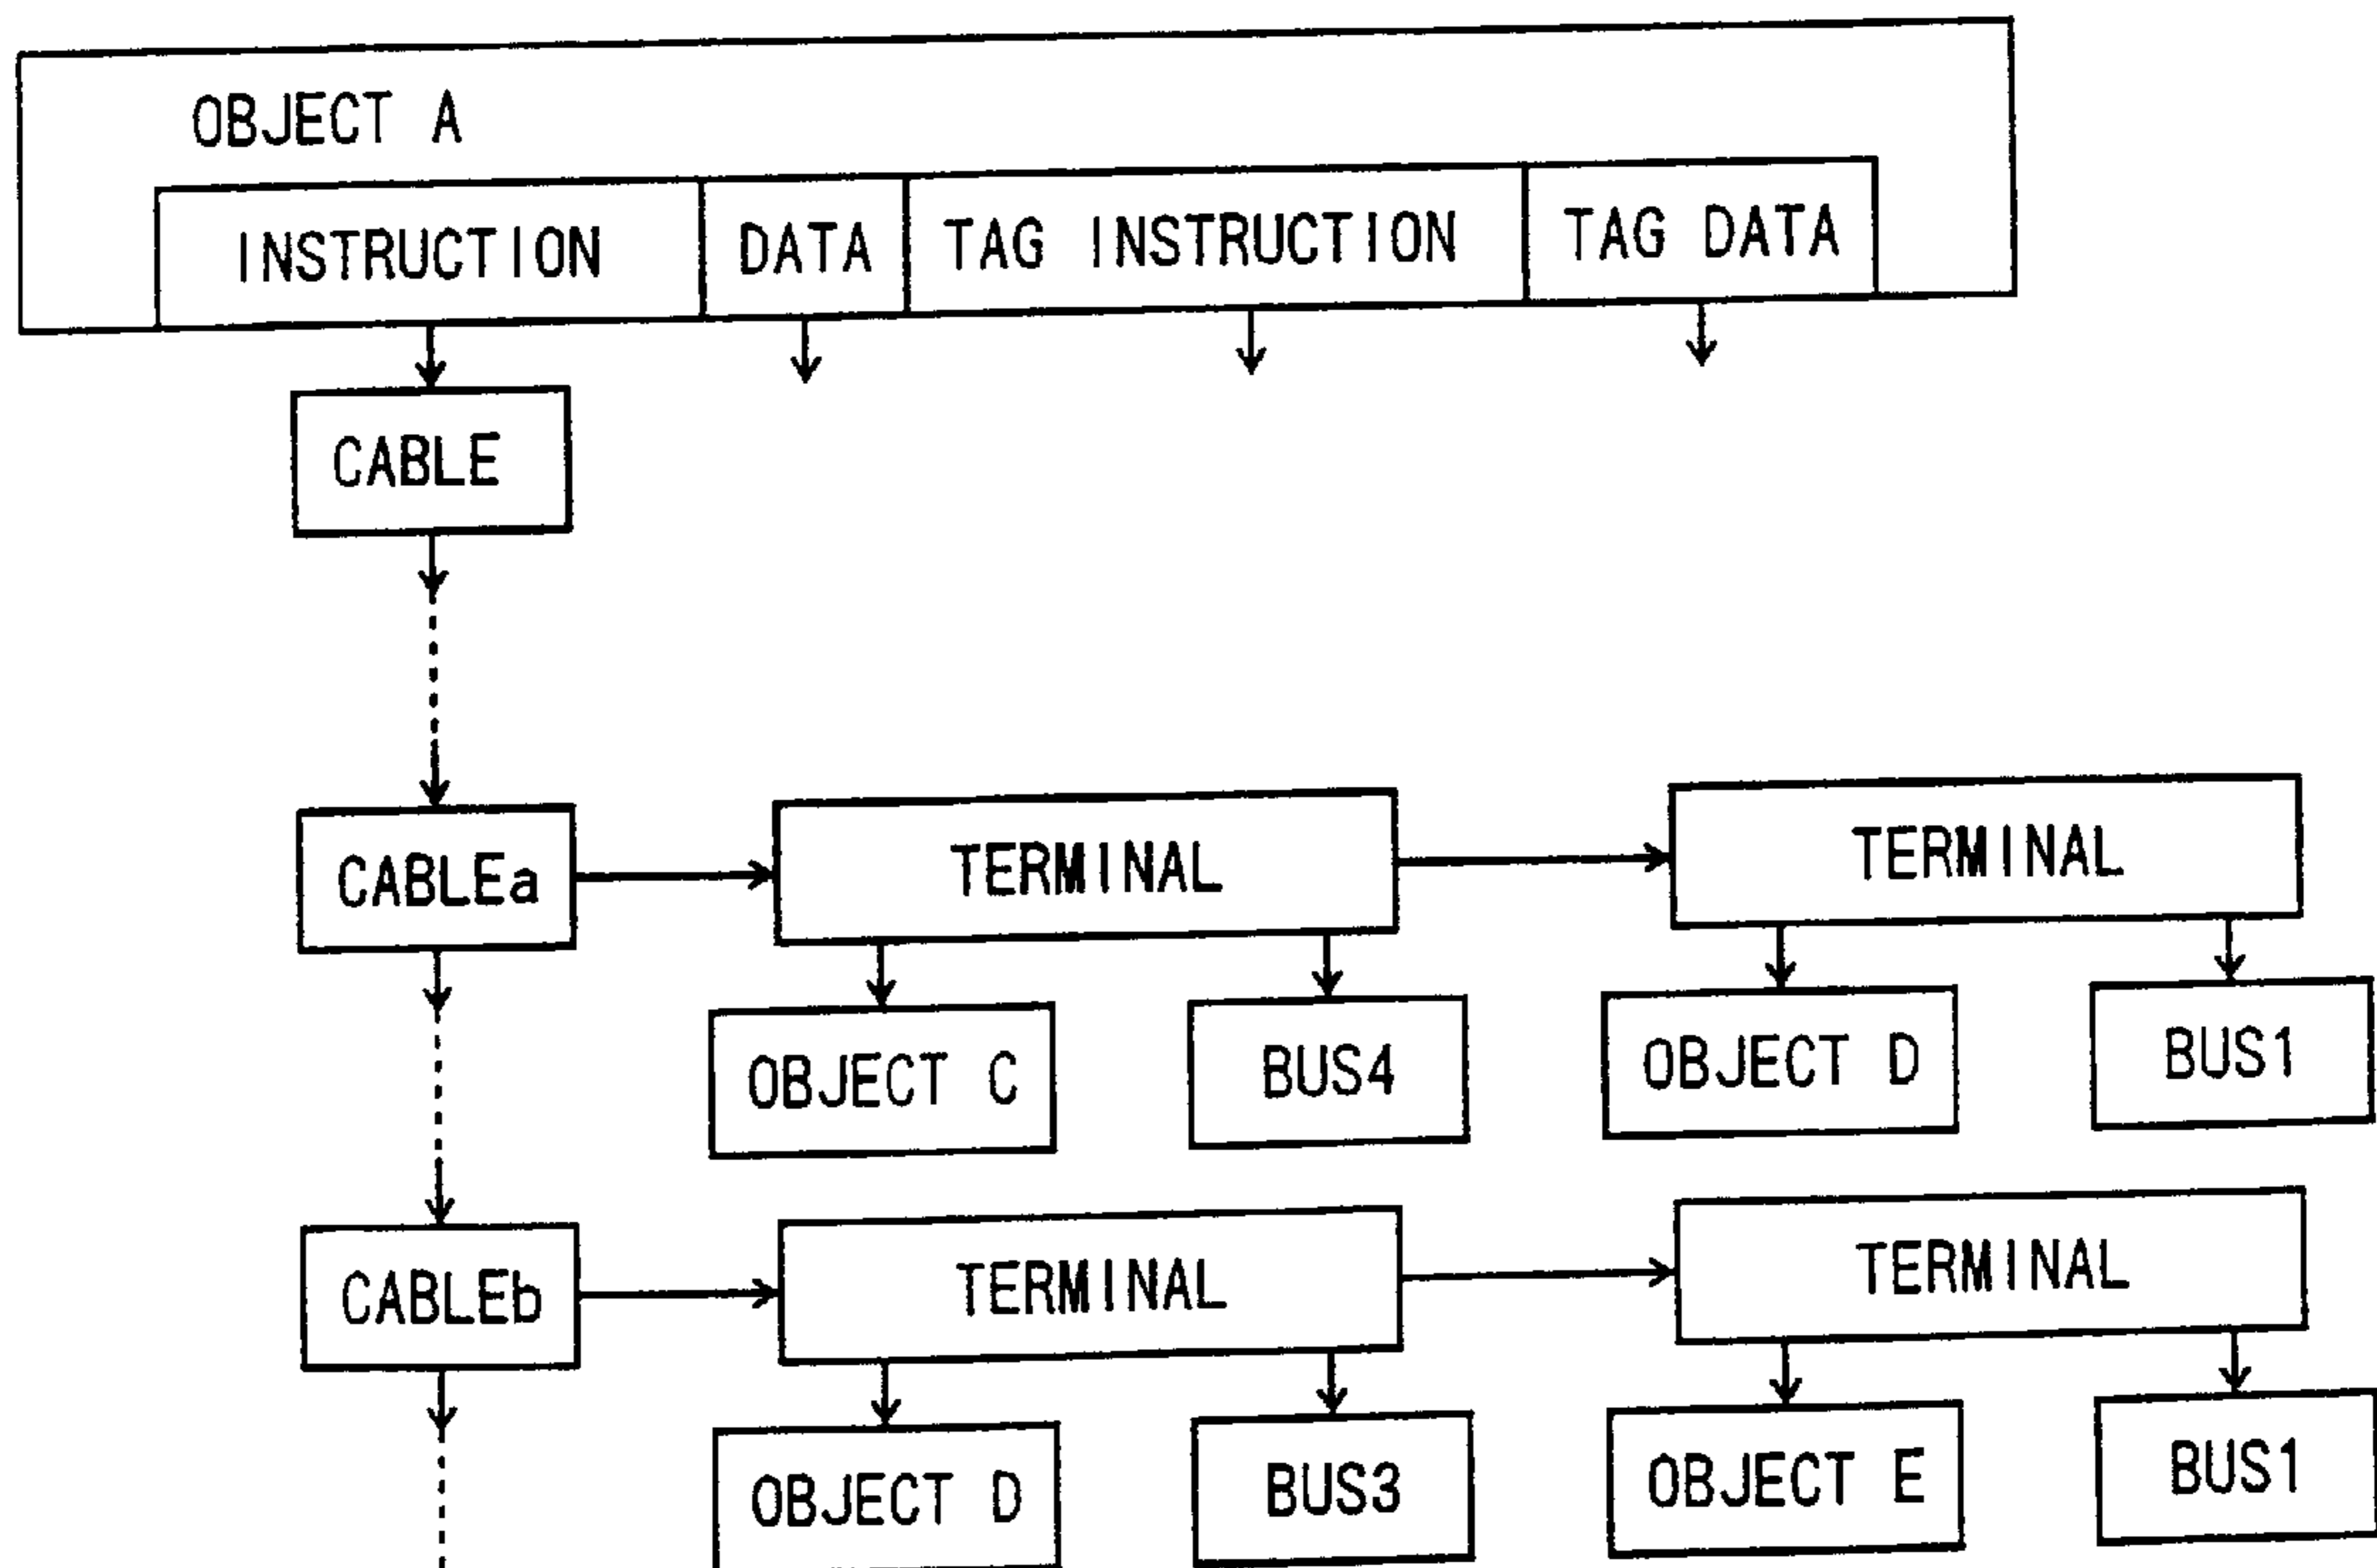 OBJECT A
INSTRUCTION DATA TAG INSTRUCTION TAG DATA
CABLE
CABLEa TERMINAL TERMINAL
OBJECT C BUS4 OBJECT D BUS1
CABLEb TERMINAL TERMINAL
OBJECT D BUS3 OBJECT E BUS1